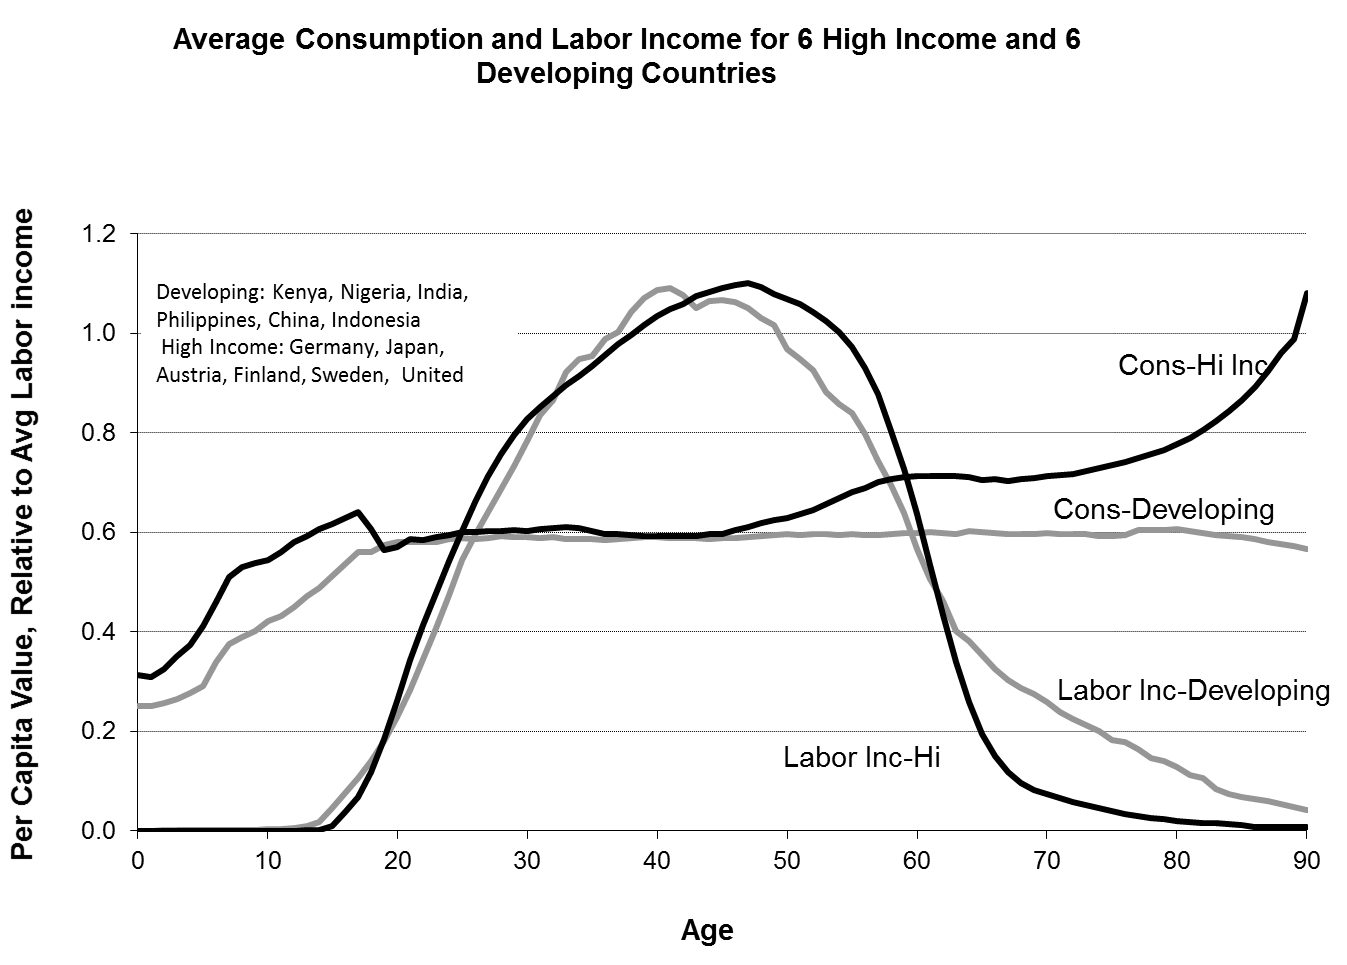 Average Consumption and Labor Income for 6 High Income and 6
Developing Countries
Per Capita Value, Relative to Avg Labor income
1.2
1.0
0.8
0.6
0.4
0.2
0.0
Developing: Kenya, Nigeria, India,
Philippines, China, Indonesia
High Income: Germany, Japan,
Austria, Finland, Sweden, United
Cons-Hi Inc
Cons-Developing
Labor Inc-Developing
Labor Inc-Hi
0 10 20 30 40 50 60 70 80 90
Age